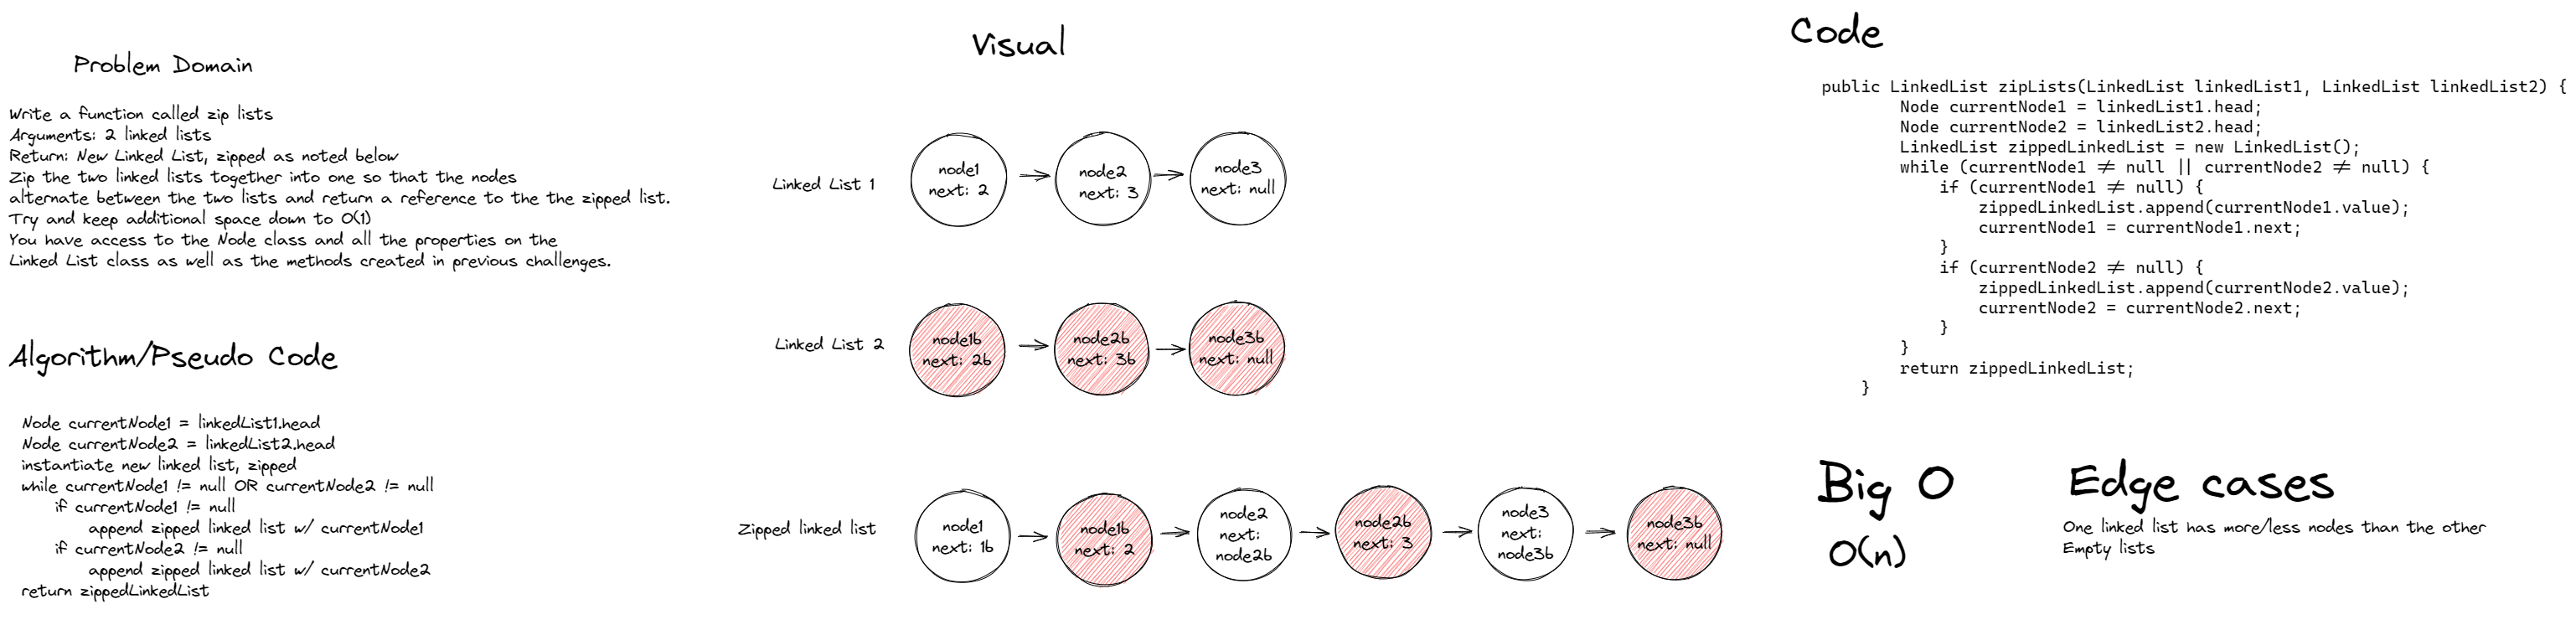 Problem Domain
Write a function called zip lists
Arguments: 2 linked lists
Return: New Linked List, zipped as noted below
Zip the two linked lists together into one so that the nodes
alternate between the two lists and return a reference to the the zipped list.
Try and keep additional space down to O(1)
You have access to the Node class and all the properties on the
Linked List class as well as the methods created in previous challenges.
Algorithm/Pseudo Code
Node currentNode1 = linkedList1.head
Node currentNode2 = linkedList2.head
instantiate new linked list, zipped
while currentNode1 != null OR currentNode2 != null
if currentNode1 != null
append zipped linked list w/ currentNode1
if currentNode2 != null
append zipped linked list w/ currentNode2
return zippedLinkedList
Visual
Linked List 1
node1
next: 2
node2
next: 3
node3
next: null
Linked List 2
node1b
next: 2b
node2b
next: 3b
node3b
next: null
Zipped linked list
node1
next: 1b
node1b
next: 2
node2
next:
node2b
node2b
next: 3
node3
next:
node3b
node3b
next: null
Code
public LinkedList zipLists(LinkedList linkedList1, LinkedList linkedList2) {
Node currentNode1 = linkedList1.head;
Node currentNode2 = linkedList2.head;
LinkedList zippedLinkedList = new LinkedList();
while (currentNode1 != null || currentNode2 != null) {
if (currentNode1 != null) {
zippedLinkedList.append(currentNode1.value);
currentNode1 = currentNode1.next;
}
if (currentNode2 != null) {
zippedLinkedList.append(currentNode2.value);
currentNode2 = currentNode2.next;
}
}
return zippedLinkedList;
}
Big O
O(n)
Edge cases
One linked list has more/less nodes than the other
Empty lists